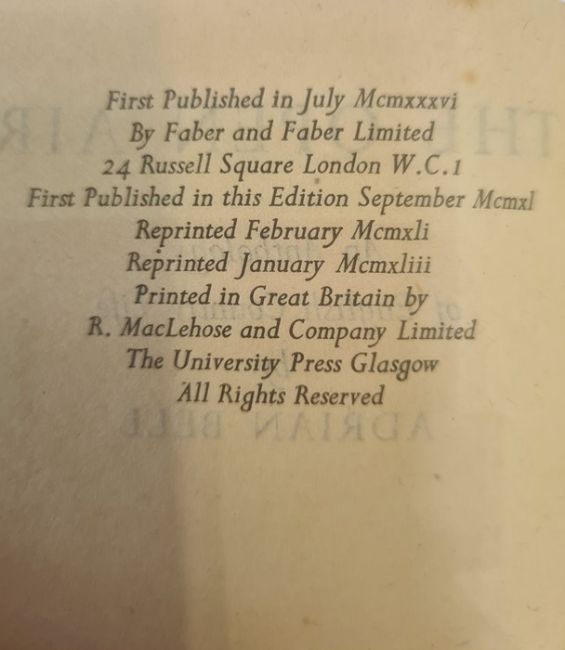 First Published in July Mcmxxxvi
By Faber and Faber Limited
24 Russell Square London W.C.1
First Published in this Edition September Mcmxl
Reprinted February Mcmxli
Reprinted January Mcmxliii
Printed in Great Britain by
R. MacLehose and Company Limited
The University Press Glasgow
All Rights Reserved
ADRIAN BELL